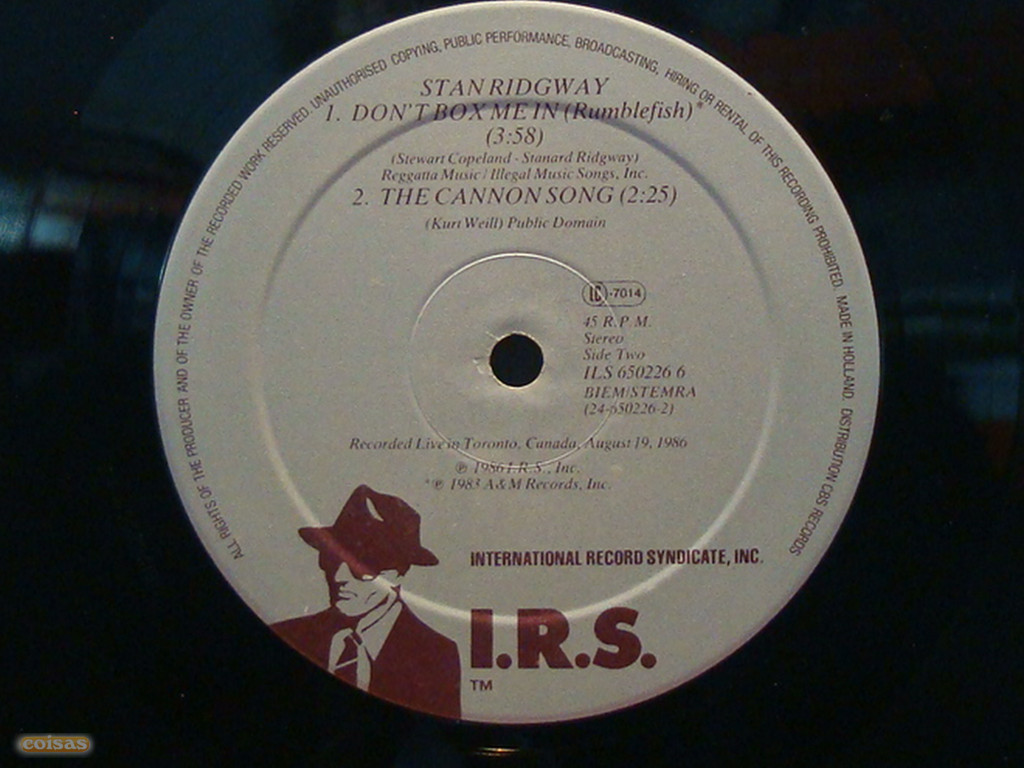 ALL RIGHTS OF THE PRODUCER AND OF THE OWNER OF THE RECORDED WORK RESERVED. UNAUTHORISED COPYING, PUBLIC PERFORMANCE, BROADCASTING, HIRING OR RENTAL OF THIS RECORDING PROHIBITED. MADE IN HOLLAND. DISTRIBUTION CBS RECORDS
STAN RIDGWAY
1. DON'T BOX ME IN (Rumblefish)*
(3:58)
(Stewart Copeland - Stanard Ridgway)
Reggatta Music / Illegal Music Songs, Inc.
2. THE CANNON SONG (2:25)
(Kurt Weill) Public Domain
LC-7014
45 R.P.M.
Stereo
Side Two
ILS 650226 6
BIEM/STEMRA
(24-650226-2)
Recorded Live in Toronto, Canada, August 19, 1986
℗ 1986 I.R.S., Inc.
*℗ 1983 A&M Records, Inc.
INTERNATIONAL RECORD SYNDICATE, INC.
I.R.S.
TM
coisas